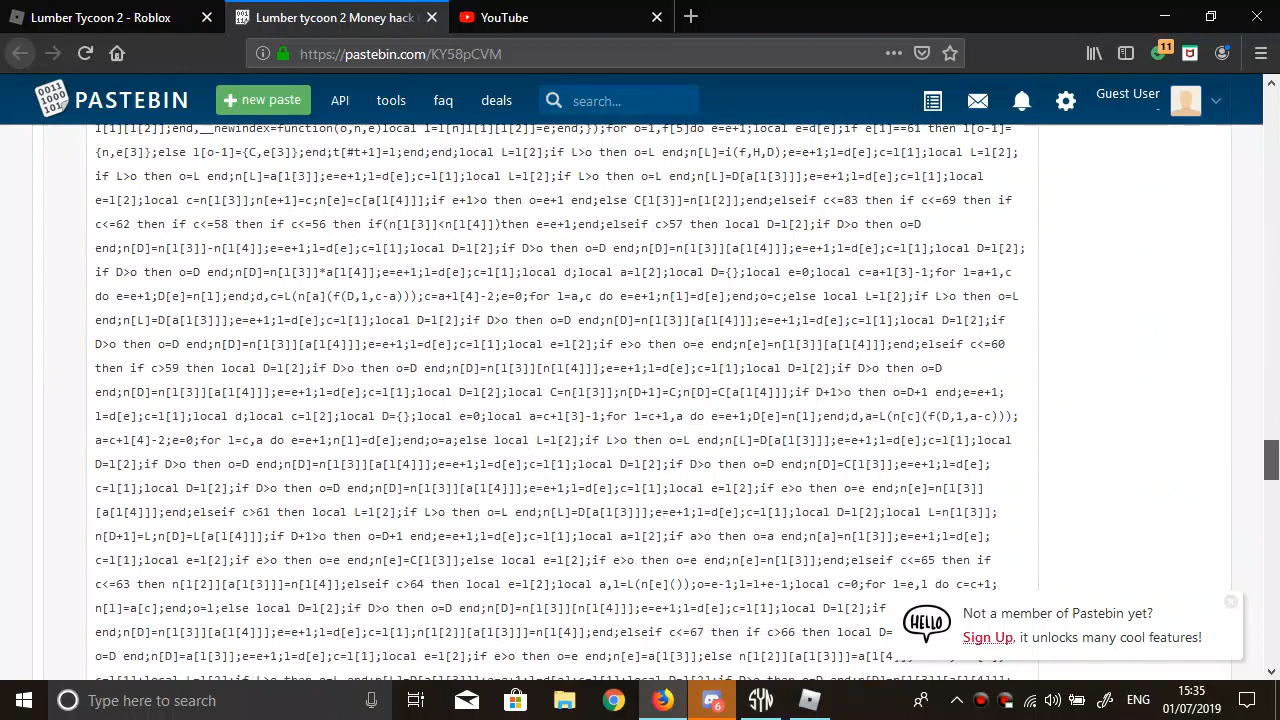 Lumber Tycoon 2 - Roblox
Lumber tycoon 2 Money hack
YouTube
https://pastebin.com/KY58pCVM
11
0011
1000
101
PASTEBIN
+ new paste
API
tools
faq
deals
search...
Guest User
-
l[1][l[2]];end,__newindex=function(o,n,e)local l=l[n]l[1][l[2]]=e;end;});for o=1,f[5]do e=e+1;local e=d[e];if e[1]==61 then l[o-1]=
{n,e[3]};else l[o-1]={C,e[3]};end;t[#t+1]=l;end;end;local L=l[2];if L>o then o=L end;n[L]=i(f,H,D);e=e+1;l=d[e];c=l[1];local L=l[2];
if L>o then o=L end;n[L]=a[l[3]];e=e+1;l=d[e];c=l[1];local L=l[2];if L>o then o=L end;n[L]=D[a[l[3]]];e=e+1;l=d[e];c=l[1];local
e=l[2];local c=n[l[3]];n[e+1]=c;n[e]=c[a[l[4]]];if e+1>o then o=e+1 end;else C[l[3]]=n[l[2]];end;elseif c<=83 then if c<=69 then if
c<=62 then if c<=58 then if c<=56 then if(n[l[3]]<n[l[4]])then e=e+1;end;elseif c>57 then local D=l[2];if D>o then o=D
end;n[D]=n[l[3]]-n[l[4]];e=e+1;l=d[e];c=l[1];local D=l[2];if D>o then o=D end;n[D]=n[l[3]][a[l[4]]];e=e+1;l=d[e];c=l[1];local D=l[2];
if D>o then o=D end;n[D]=n[l[3]]*a[l[4]];e=e+1;l=d[e];c=l[1];local d;local a=l[2];local D={};local e=0;local c=a+l[3]-1;for l=a+1,c
do e=e+1;D[e]=n[l];end;d,c=L(n[a](f(D,1,c-a)));c=a+l[4]-2;e=0;for l=a,c do e=e+1;n[l]=d[e];end;o=c;else local L=l[2];if L>o then o=L
end;n[L]=D[a[l[3]]];e=e+1;l=d[e];c=l[1];local D=l[2];if D>o then o=D end;n[D]=n[l[3]][a[l[4]]];e=e+1;l=d[e];c=l[1];local D=l[2];if
D>o then o=D end;n[D]=n[l[3]][a[l[4]]];e=e+1;l=d[e];c=l[1];local e=l[2];if e>o then o=e end;n[e]=n[l[3]][a[l[4]]];end;elseif c<=60
then if c>59 then local D=l[2];if D>o then o=D end;n[D]=n[l[3]][n[l[4]]];e=e+1;l=d[e];c=l[1];local D=l[2];if D>o then o=D
end;n[D]=n[l[3]][a[l[4]]];e=e+1;l=d[e];c=l[1];local D=l[2];local C=n[l[3]];n[D+1]=C;n[D]=C[a[l[4]]];if D+1>o then o=D+1 end;e=e+1;
l=d[e];c=l[1];local d;local c=l[2];local D={};local e=0;local a=c+l[3]-1;for l=c+1,a do e=e+1;D[e]=n[l];end;d,a=L(n[c](f(D,1,a-c)));
a=c+l[4]-2;e=0;for l=c,a do e=e+1;n[l]=d[e];end;o=a;else local L=l[2];if L>o then o=L end;n[L]=D[a[l[3]]];e=e+1;l=d[e];c=l[1];local
D=l[2];if D>o then o=D end;n[D]=n[l[3]][a[l[4]]];e=e+1;l=d[e];c=l[1];local D=l[2];if D>o then o=D end;n[D]=C[l[3]];e=e+1;l=d[e];
c=l[1];local D=l[2];if D>o then o=D end;n[D]=n[l[3]][a[l[4]]];e=e+1;l=d[e];c=l[1];local e=l[2];if e>o then o=e end;n[e]=n[l[3]]
[a[l[4]]];end;elseif c>61 then local L=l[2];if L>o then o=L end;n[L]=D[a[l[3]]];e=e+1;l=d[e];c=l[1];local D=l[2];local L=n[l[3]];
n[D+1]=L;n[D]=L[a[l[4]]];if D+1>o then o=D+1 end;e=e+1;l=d[e];c=l[1];local a=l[2];if a>o then o=a end;n[a]=n[l[3]];e=e+1;l=d[e];
c=l[1];local e=l[2];if e>o then o=e end;n[e]=C[l[3]];else local e=l[2];if e>o then o=e end;n[e]=n[l[3]];end;elseif c<=65 then if
c<=63 then n[l[2]][a[l[3]]]=n[l[4]];elseif c>64 then local e=l[2];local a,l=L(n[e]());o=e-1;l=l+e-1;local c=0;for l=e,l do c=c+1;
n[l]=a[c];end;o=l;else local D=l[2];if D>o then o=D end;n[D]=n[l[3]][n[l[4]]];e=e+1;l=d[e];c=l[1];local D=l[2];if
end;n[D]=n[l[3]][a[l[4]]];e=e+1;l=d[e];c=l[1];n[l[2]][a[l[3]]]=n[l[4]];end;elseif c<=67 then if c>66 then local D=
o=D end;n[D]=a[l[3]];e=e+1;l=d[e];c=l[1];local e=l[2];if e>o then o=e end;n[e]=a[l[3]];else n[l[2]][a[l[3]]]=a[l[4
HELLO
Not a member of Pastebin yet?
Sign Up, it unlocks many cool features!
Type here to search
6
SYN
ENG
15:35
01/07/2019